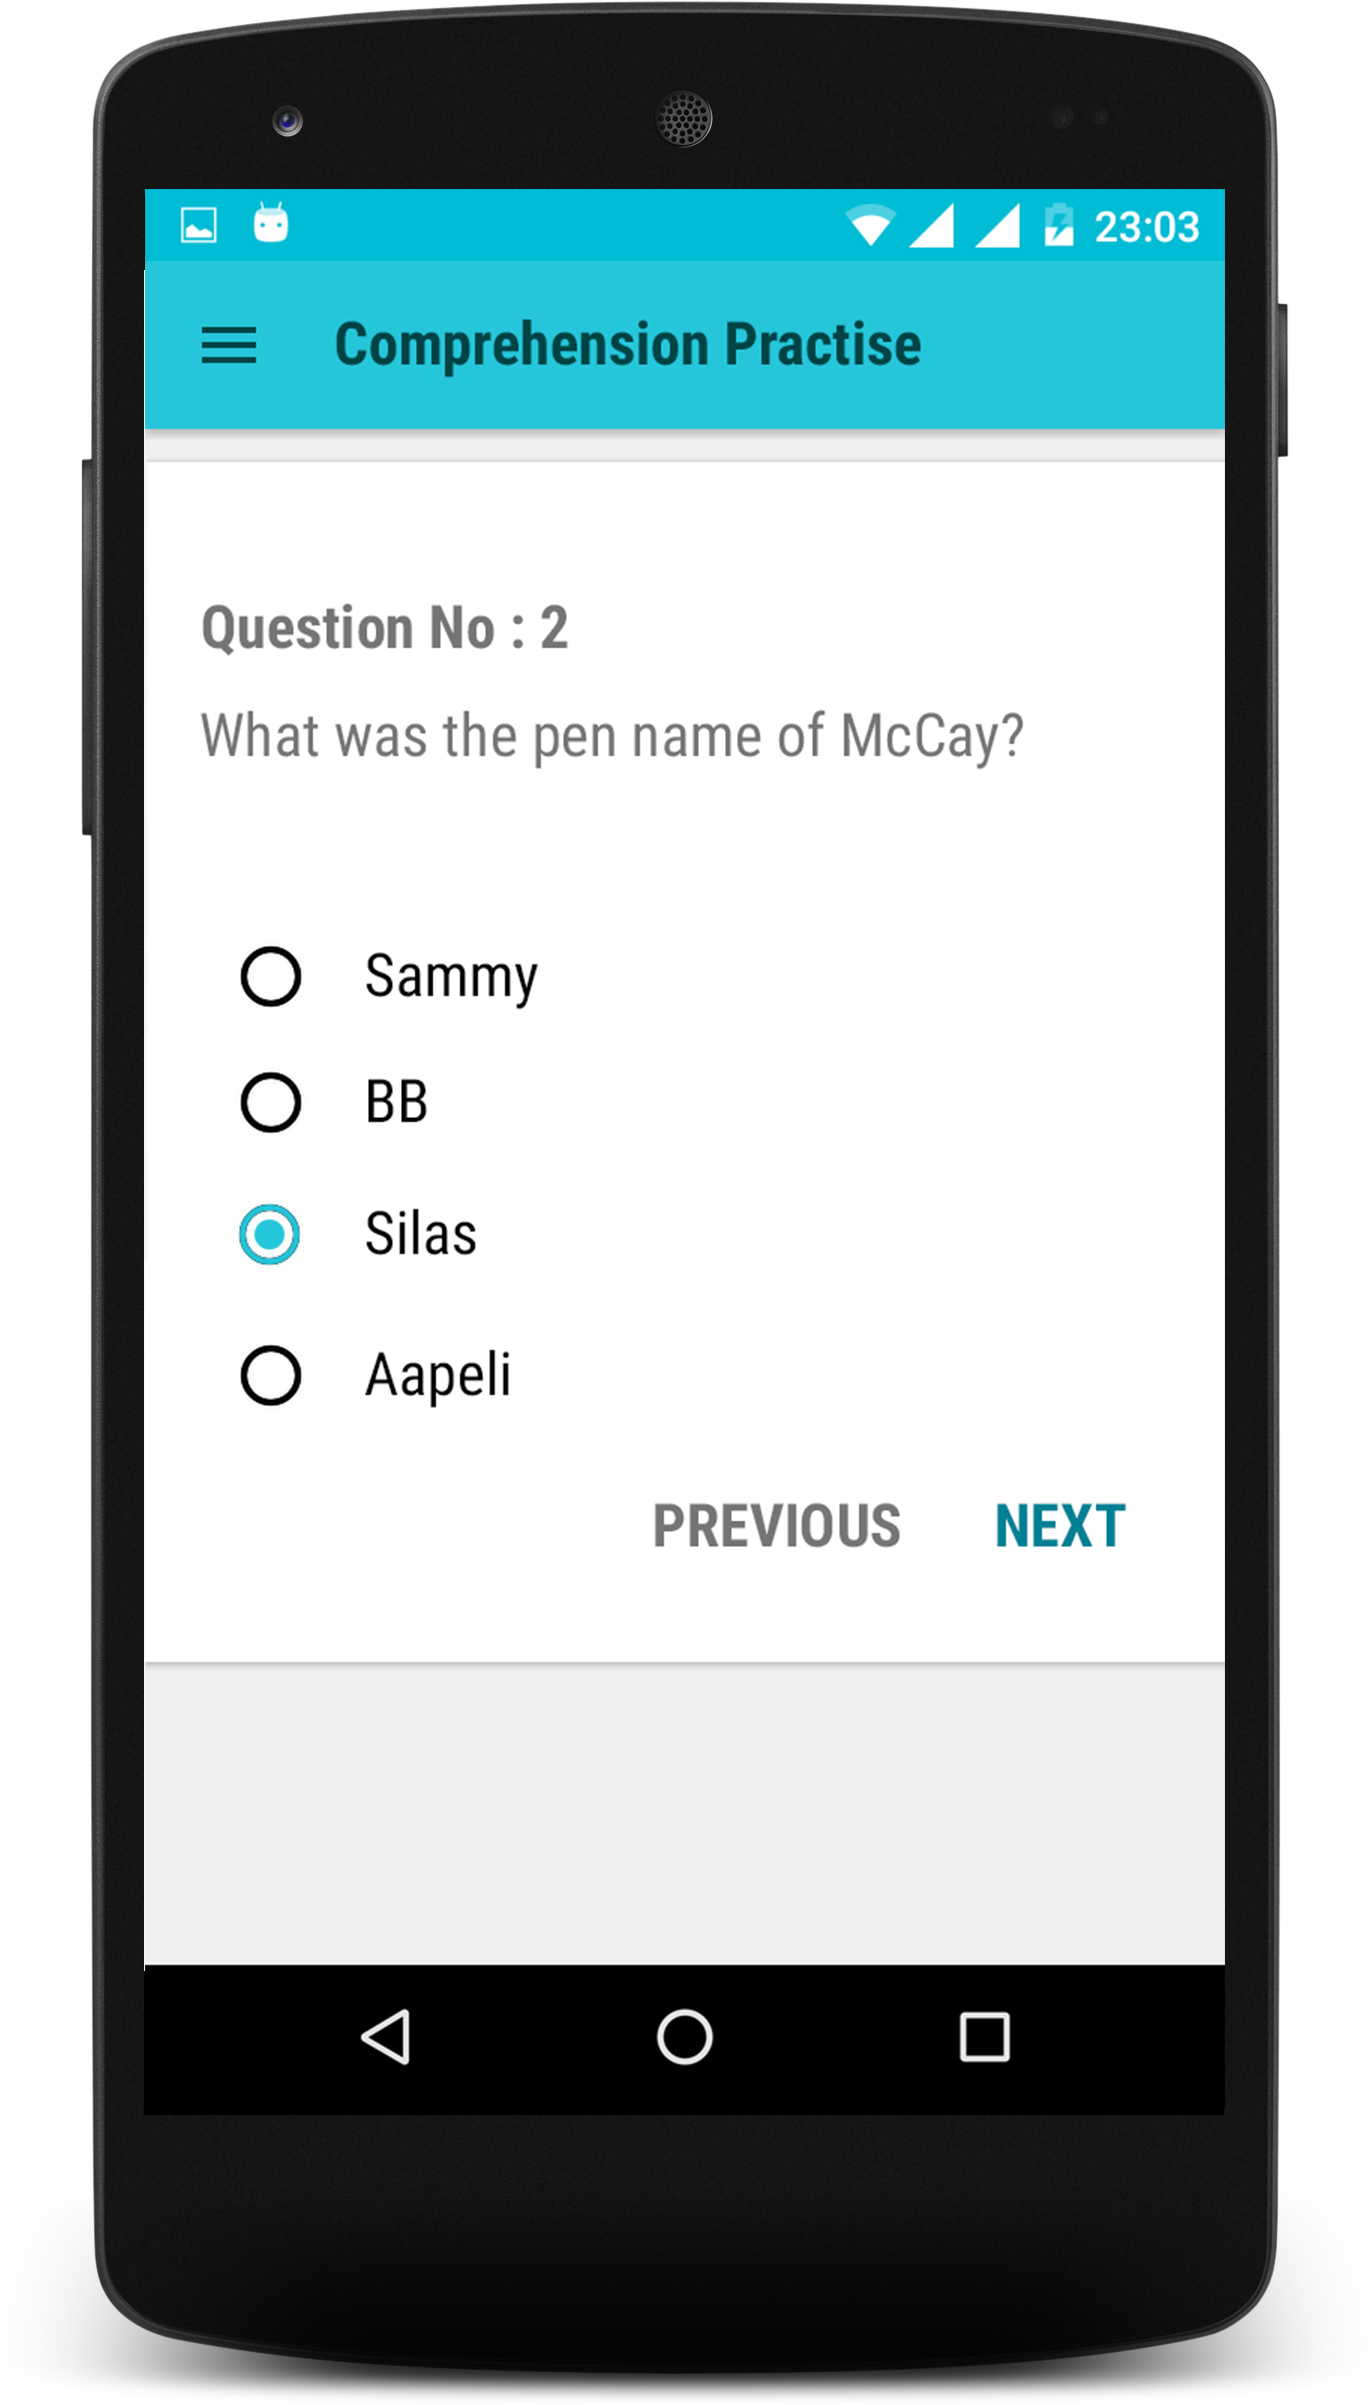 23:03
Comprehension Practise
Question No : 2
What was the pen name of McCay?
Sammy
BB
Silas
Aapeli
PREVIOUS NEXT